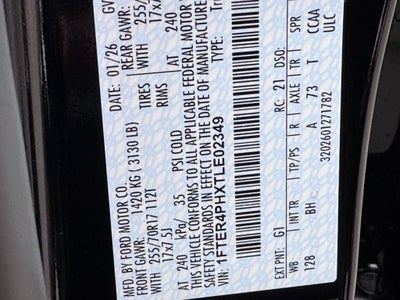 MFD. BY FORD MOTOR CO.
DATE: 01/26 GV
FRONT GAWR: 1420 KG ( 3130 LB)
REAR GAWR:
255/70R17 112T TIRES WITH 255/
17x7.5J RIMS 17x7
AT 240 kPa/ 35 PSI COLD AT 240
THIS VEHICLE CONFORMS TO ALL APPLICABLE FEDERAL MOTOR
SAFETY STANDARDS IN EFFECT ON THE DATE OF MANUFACTURE
VIN: 1FTER4PHXTLE02349 TYPE: Tr
EXT PNT: G1 RC: 21 DSO:
WB INT TR TP/PS R AXLE TR SPR
128 BH A 73 T CCAA
3202601271782 ULC